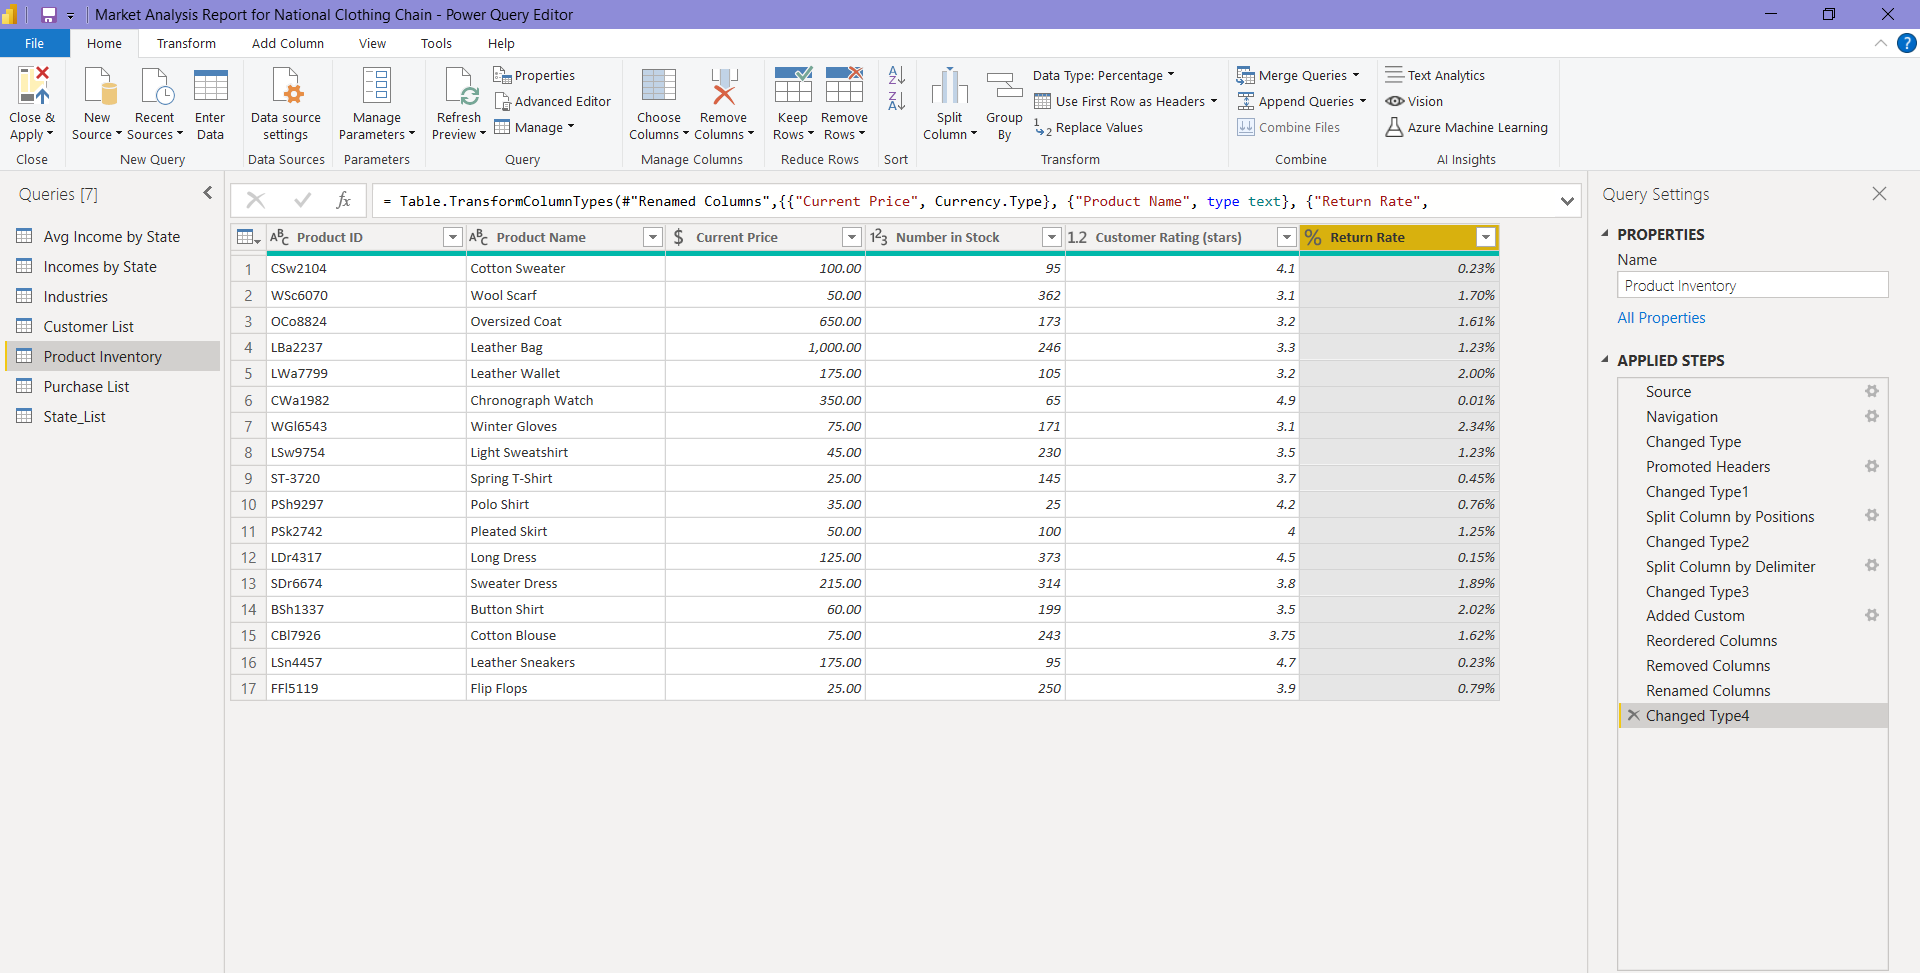 Market Analysis Report for National Clothing Chain - Power Query Editor
File Home Transform Add Column View Tools Help
Close & Apply
Close
New Source
Recent Sources
Enter Data
New Query
Data source settings
Data Sources
Manage Parameters
Parameters
Refresh Preview
Properties
Advanced Editor
Manage
Query
Choose Columns
Remove Columns
Manage Columns
Keep Rows
Remove Rows
Reduce Rows
Sort
Split Column
Group By
Data Type: Percentage
Use First Row as Headers
Replace Values
Transform
Merge Queries
Append Queries
Combine Files
Combine
Text Analytics
Vision
Azure Machine Learning
AI Insights
Queries [7]
Avg Income by State
Incomes by State
Industries
Customer List
Product Inventory
Purchase List
State_List
fx = Table.TransformColumnTypes(#"Renamed Columns",{{"Current Price", Currency.Type}, {"Product Name", type text}, {"Return Rate",
ABC Product ID ABC Product Name $ Current Price 123 Number in Stock 1.2 Customer Rating (stars) % Return Rate
1 CSw2104 Cotton Sweater 100.00 95 4.1 0.23%
2 WSc6070 Wool Scarf 50.00 362 3.1 1.70%
3 OCo8824 Oversized Coat 650.00 173 3.2 1.61%
4 LBa2237 Leather Bag 1,000.00 246 3.3 1.23%
5 LWa7799 Leather Wallet 175.00 105 3.2 2.00%
6 CWa1982 Chronograph Watch 350.00 65 4.9 0.01%
7 WGl6543 Winter Gloves 75.00 171 3.1 2.34%
8 LSw9754 Light Sweatshirt 45.00 230 3.5 1.23%
9 ST-3720 Spring T-Shirt 25.00 145 3.7 0.45%
10 PSh9297 Polo Shirt 35.00 25 4.2 0.76%
11 PSk2742 Pleated Skirt 50.00 100 4 1.25%
12 LDr4317 Long Dress 125.00 373 4.5 0.15%
13 SDr6674 Sweater Dress 215.00 314 3.8 1.89%
14 BSh1337 Button Shirt 60.00 199 3.5 2.02%
15 CBl7926 Cotton Blouse 75.00 243 3.75 1.62%
16 LSn4457 Leather Sneakers 175.00 95 4.7 0.23%
17 FFl5119 Flip Flops 25.00 250 3.9 0.79%
Query Settings
PROPERTIES
Name
Product Inventory
All Properties
APPLIED STEPS
Source
Navigation
Changed Type
Promoted Headers
Changed Type1
Split Column by Positions
Changed Type2
Split Column by Delimiter
Changed Type3
Added Custom
Reordered Columns
Removed Columns
Renamed Columns
Changed Type4